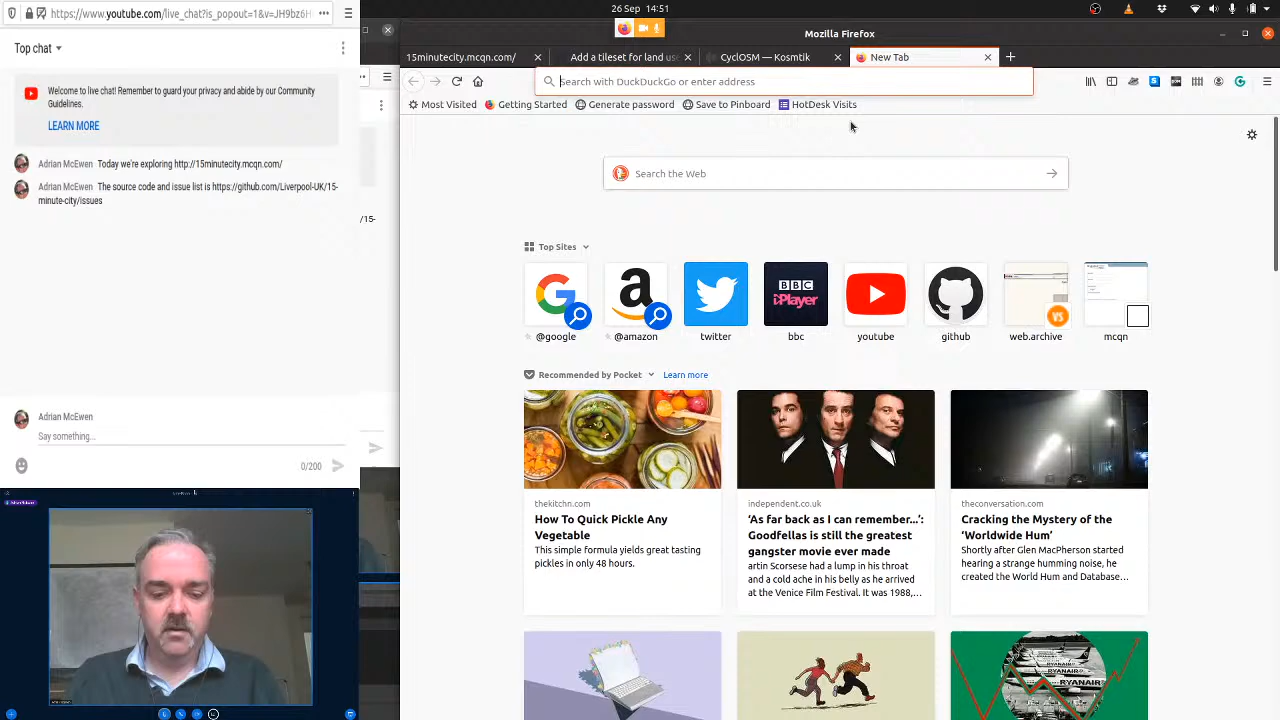 https://www.youtube.com/live_chat?is_popout=1&v=JH9bz6H
Top chat
Welcome to live chat! Remember to guard your privacy and abide by our Community
Guidelines.
LEARN MORE
Adrian McEwen Today we're exploring http://15minutecity.mcqn.com/
Adrian McEwen The source code and issue list is https://github.com/Liverpool-UK/15-
minute-city/issues
Adrian McEwen
Say something...
0/200
/15-
26 Sep 14:51
Mozilla Firefox
15minutecity.mcqn.com/
Add a tileset for land us
CyclOSM — Kosmtik
New Tab
Search with DuckDuckGo or enter address
Most Visited
Getting Started
Generate password
Save to Pinboard
HotDesk Visits
Search the Web
Top Sites
@google
@amazon
twitter
BBC
iPlayer
bbc
youtube
github
VS
web.archive
mcqn
Recommended by Pocket
Learn more
thekitchn.com
How To Quick Pickle Any
Vegetable
This simple formula yields great tasting
pickles in only 48 hours.
independent.co.uk
‘As far back as I can remember...’:
Goodfellas is still the greatest
gangster movie ever made
artin Scorsese had a lump in his throat
and a cold ache in his belly as he arrived
at the Venice Film Festival. It was 1988,...
theconversation.com
Cracking the Mystery of the
‘Worldwide Hum’
Shortly after Glen MacPherson started
hearing a strange humming noise, he
created the World Hum and Database...
RYANAIR